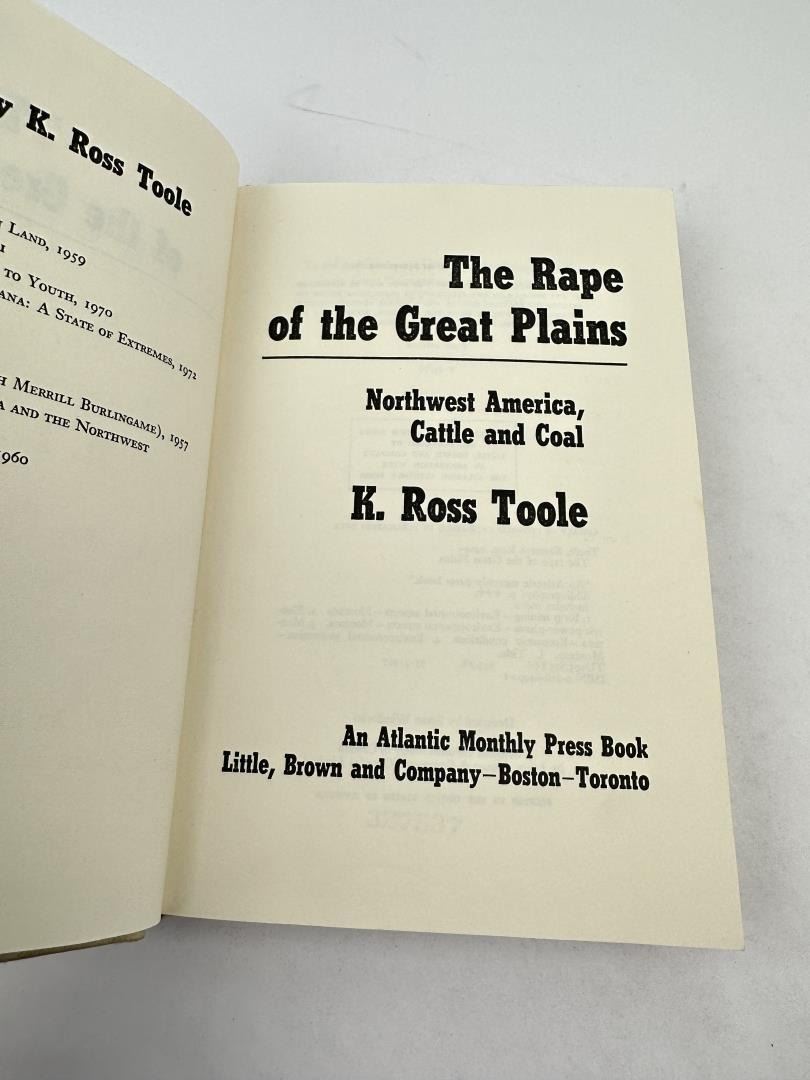 y K. Ross Toole
LAND, 1959
TO YOUTH, 1970
ANA: A STATE OF EXTREMES, 1972
H MERRILL BURLINGAME), 1957
A AND THE NORTHWEST
1960
The Rape
of the Great Plains
Northwest America,
Cattle and Coal
K. Ross Toole
An Atlantic Monthly Press Book
Little, Brown and Company–Boston–Toronto